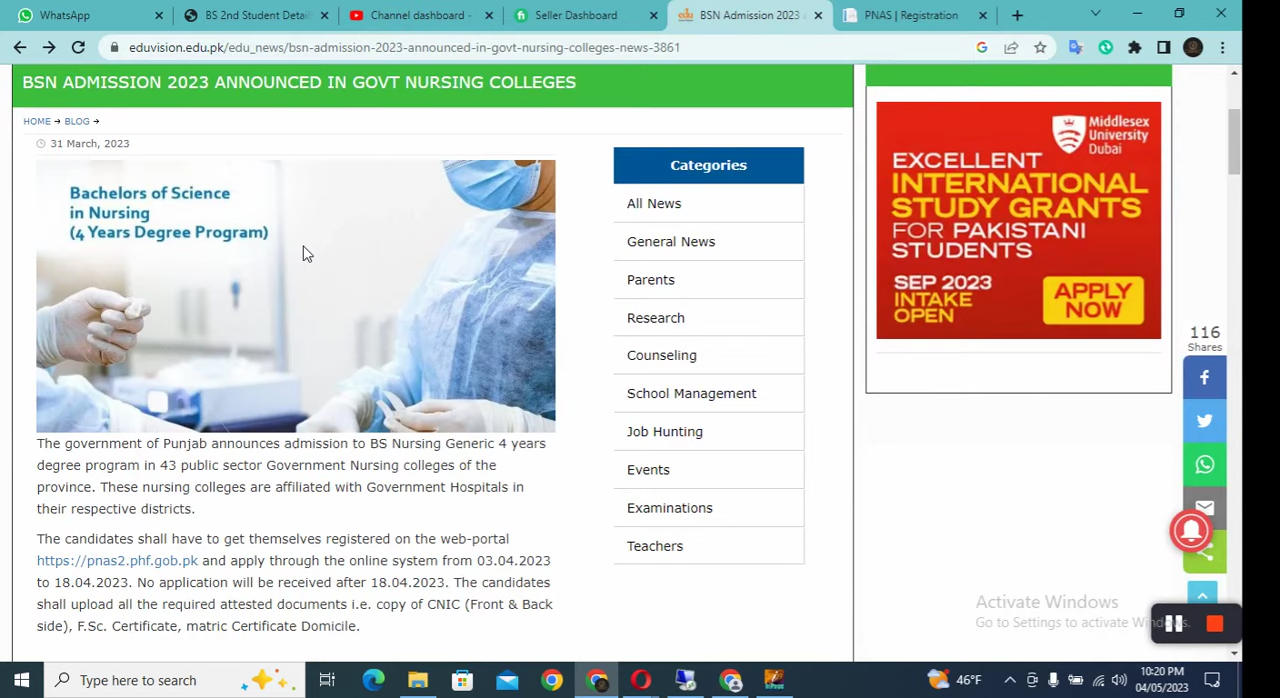 WhatsApp
BS 2nd Student Detai
Channel dashboard -
Seller Dashboard
BSN Admission 2023
PNAS | Registration
eduvision.edu.pk/edu_news/bsn-admission-2023-announced-in-govt-nursing-colleges-news-3861
BSN ADMISSION 2023 ANNOUNCED IN GOVT NURSING COLLEGES
HOME → BLOG →
31 March, 2023
Bachelors of Science
in Nursing
(4 Years Degree Program)
The government of Punjab announces admission to BS Nursing Generic 4 years
degree program in 43 public sector Government Nursing colleges of the
province. These nursing colleges are affiliated with Government Hospitals in
their respective districts.
The candidates shall have to get themselves registered on the web-portal
https://pnas2.phf.gob.pk and apply through the online system from 03.04.2023
to 18.04.2023. No application will be received after 18.04.2023. The candidates
shall upload all the required attested documents i.e. copy of CNIC (Front & Back
side), F.Sc. Certificate, matric Certificate Domicile.
Categories
All News
General News
Parents
Research
Counseling
School Management
Job Hunting
Events
Examinations
Teachers
Middlesex
University
Dubai
EXCELLENT
INTERNATIONAL
STUDY GRANTS
FOR PAKISTANI
STUDENTS
SEP 2023
INTAKE
OPEN
APPLY
NOW
116
Shares
Activate Windows
Go to Settings to activate Windows.
Type here to search
46°F
10:20 PM
04/05/2023